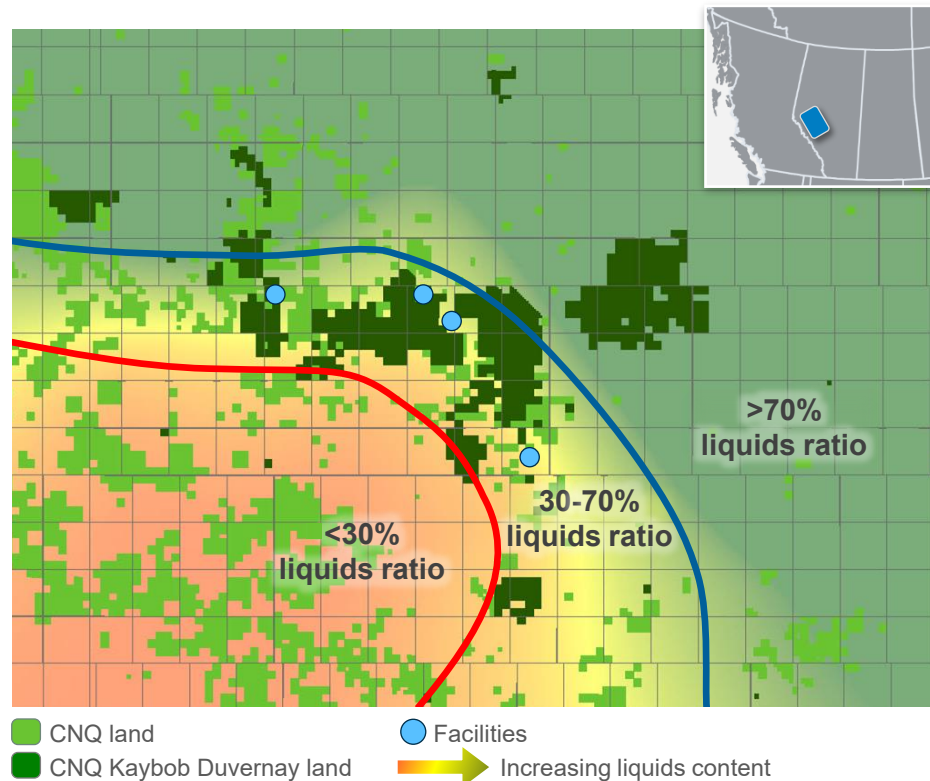 >70%
liquids ratio
30-70%
liquids ratio
<30%
liquids ratio
CNQ land
Facilities
CNQ Kaybob Duvernay land
Increasing liquids content